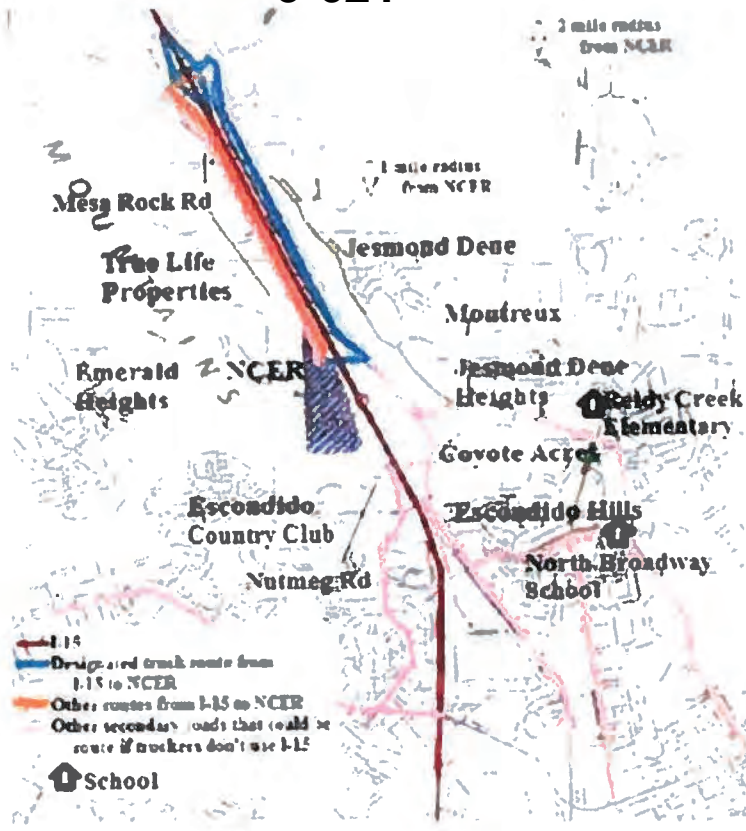 2 mile radius
from NCER
1 mile radius
from NCER
Mesa Rock Rd
Jesmond Dene
True Life
Properties
Montreux
Emerald
Heights
NCER
Jesmond Dene
Heights
Reidy Creek
Elementary
Coyote Acres
Escondido
Country Club
Escondido Hills
Nutmeg Rd
North Broadway
School
I-15
Designated truck route from
I-15 to NCER
Other routes from I-15 to NCER
Other secondary roads that could be
route if truckers don't use I-15
School